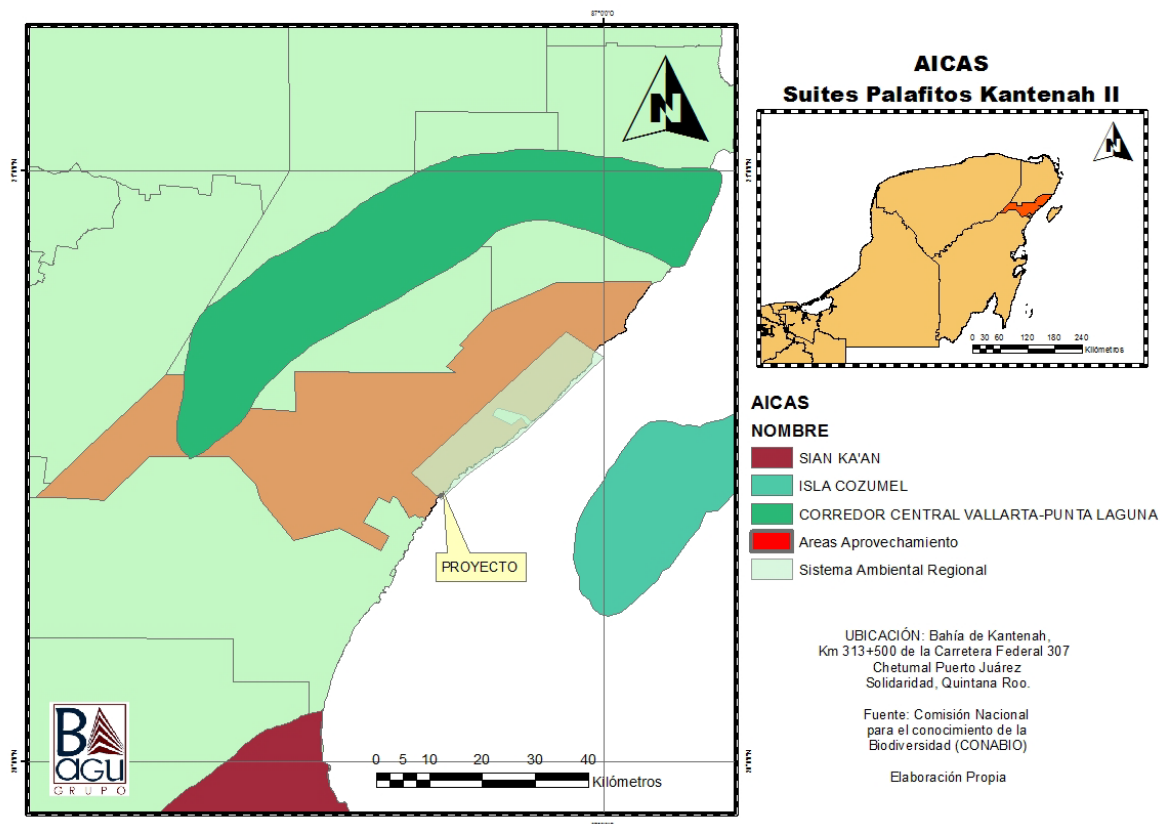 87°0'0"O
N
PROYECTO
BAGU
GRUPO
0 5 10 20 30 40
Kilómetros
AICAS
Suites Palafitos Kantenah II
N
0 30 60 120 180 240
Kilómetros
AICAS
NOMBRE
SIAN KA'AN
ISLA COZUMEL
CORREDOR CENTRAL VALLARTA-PUNTA LAGUNA
Areas Aprovechamiento
Sistema Ambiental Regional
UBICACIÓN: Bahía de Kantenah,
Km 313+500 de la Carretera Federal 307
Chetumal Puerto Juárez
Solidaridad, Quintana Roo.
Fuente: Comisión Nacional
para el conocimiento de la
Biodiversidad (CONABIO)
Elaboración Propia